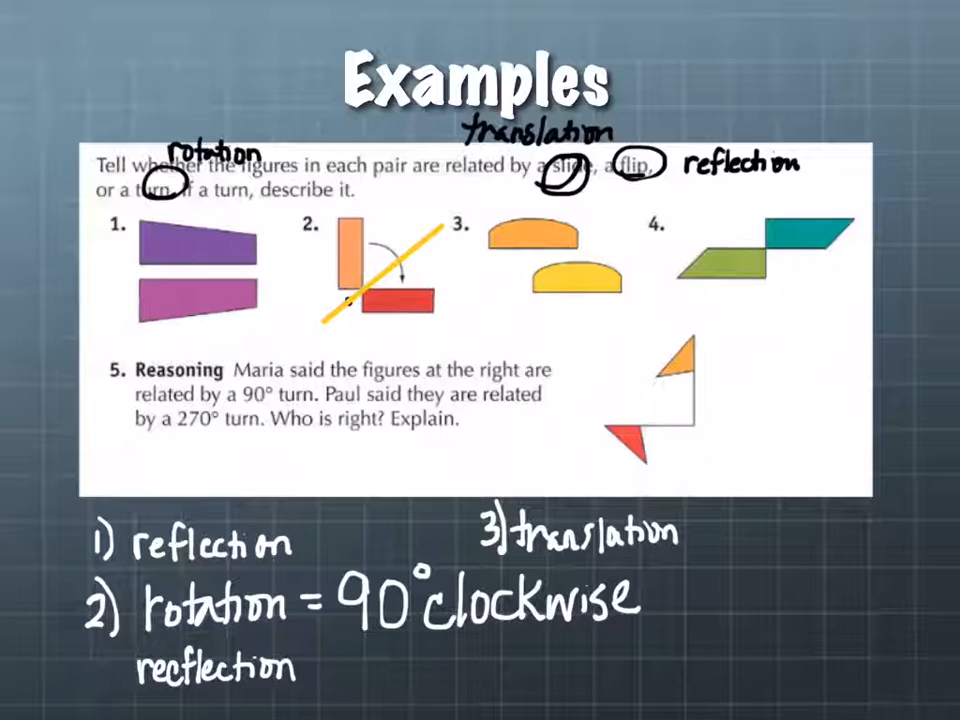 Examples
translation
rotation
Tell whether the figures in each pair are related by a slide, a flip, reflection
or a turn. If a turn, describe it.
1. 2. 3. 4.
5. Reasoning Maria said the figures at the right are
related by a 90° turn. Paul said they are related
by a 270° turn. Who is right? Explain.
1) reflection 3) translation
2) rotation = 90° clockwise
recflection